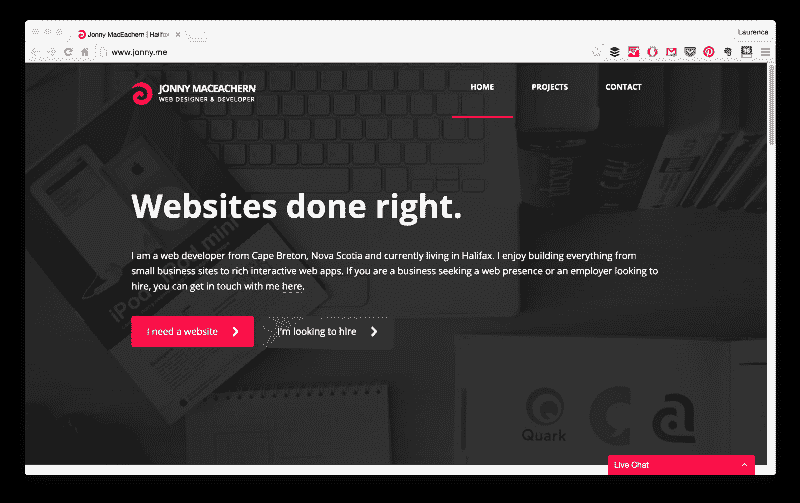 Jonny MacEachern | Halifax
Laurence
www.jonny.me
JONNY MACEACHERN
WEB DESIGNER & DEVELOPER
HOME
PROJECTS
CONTACT
Websites done right.
I am a web developer from Cape Breton, Nova Scotia and currently living in Halifax. I enjoy building everything from
small business sites to rich interactive web apps. If you are a business seeking a web presence or an employer looking to
hire, you can get in touch with me here.
I need a website
I'm looking to hire
iPod
mini
Quark
Live Chat